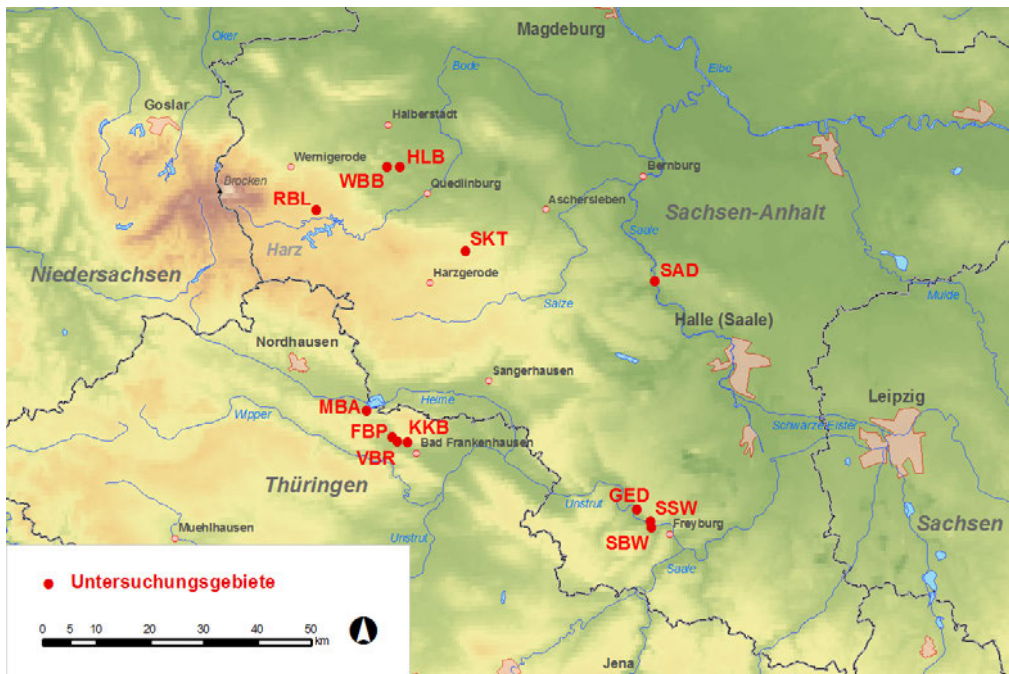 Magdeburg
Oker
Bode
Elbe
Goslar
Halberstadt
Wernigerode
HLB
WBB
Bernburg
Brocken
Quedlinburg
RBL
Aschersleben
Sachsen-Anhalt
Saale
Harz
SKT
Niedersachsen
SAD
Harzgerode
Mulde
Salze
Halle (Saale)
Nordhausen
Sangerhausen
Leipzig
Helme
MBA
Wipper
Schwarze Elster
FBP
KKB
Bad Frankenhausen
VBR
Thüringen
GED
Unstrut
SSW
Sachsen
Muehlhausen
Unstrut
SBW
Freyburg
Saale
Untersuchungsgebiete
0 5 10 20 30 40 50
km
Jena